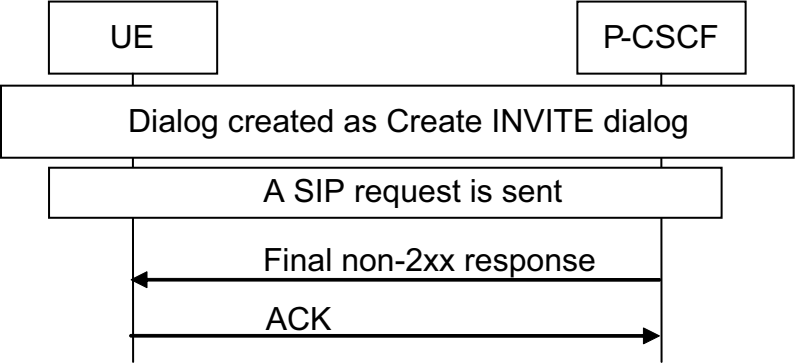 UE
P-CSCF
Dialog created as Create INVITE dialog
A SIP request is sent
Final non-2xx response
ACK